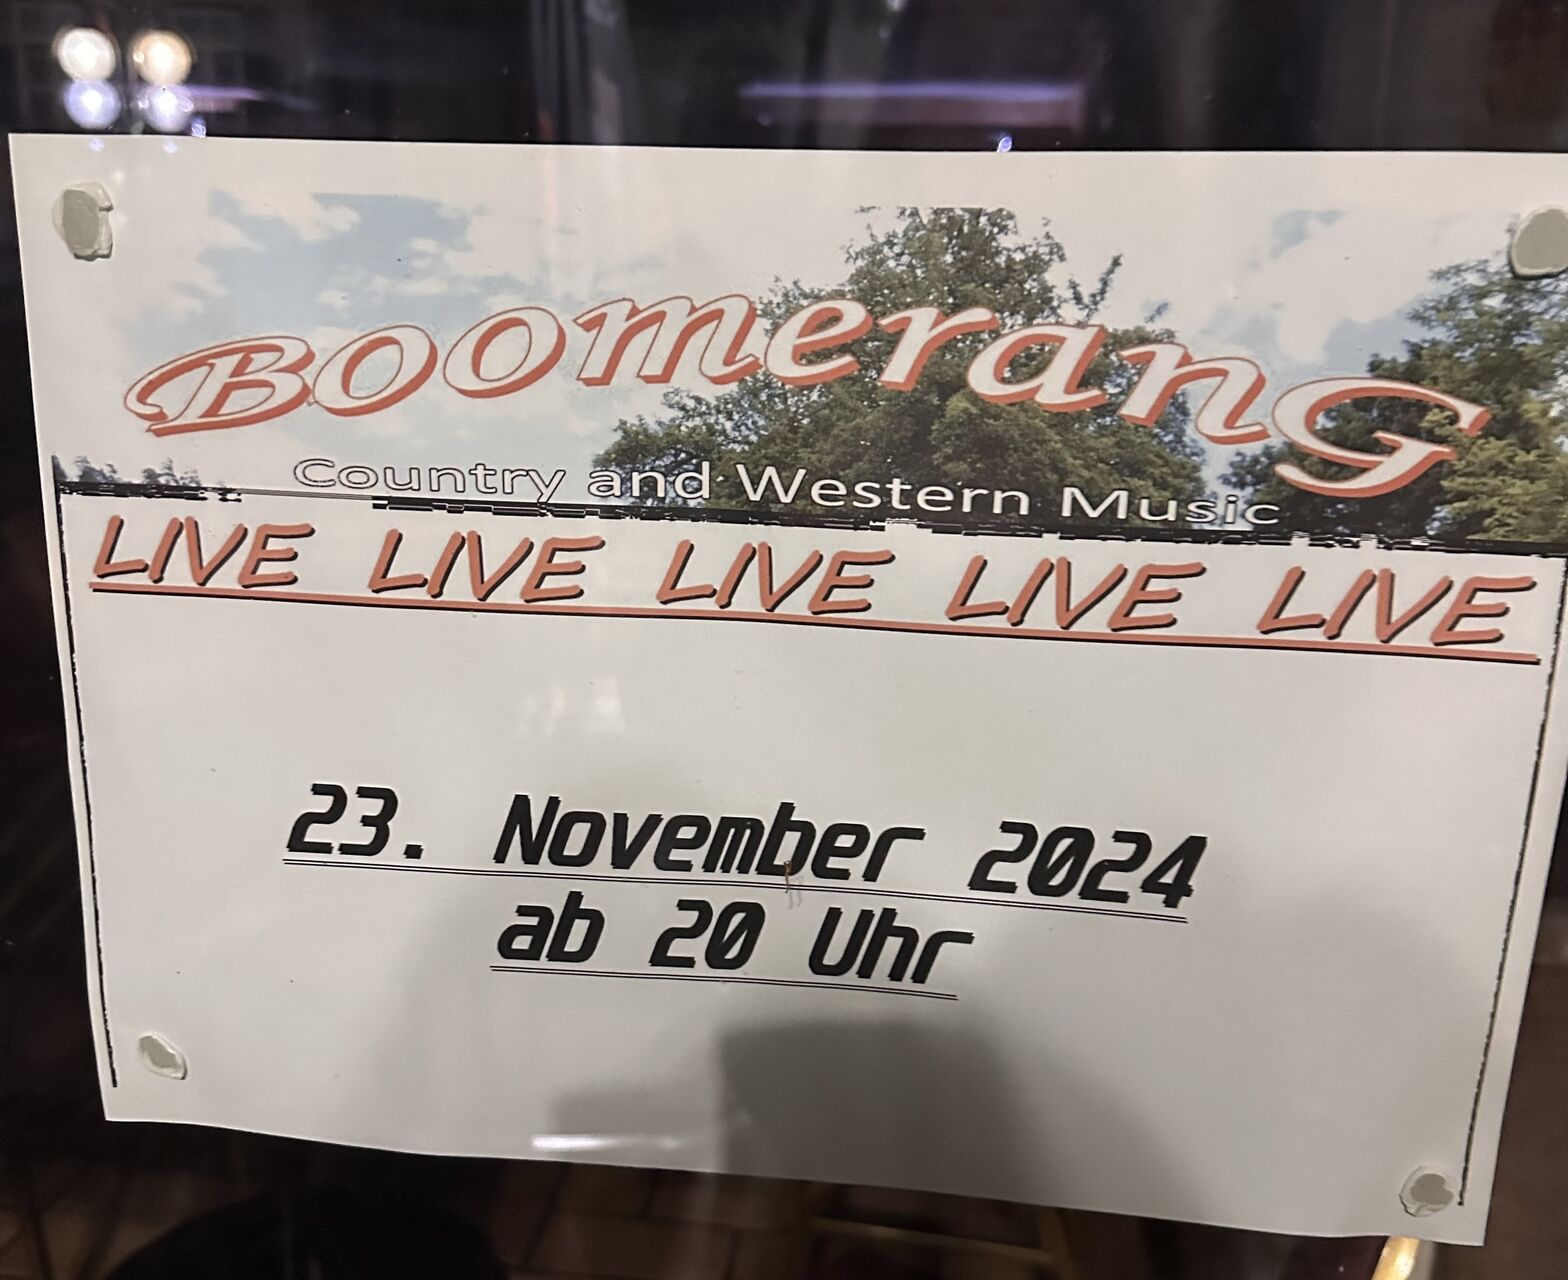 BoomeranG
Country and Western Music
LIVE LIVE LIVE LIVE LIVE
23. November 2024
ab 20 Uhr